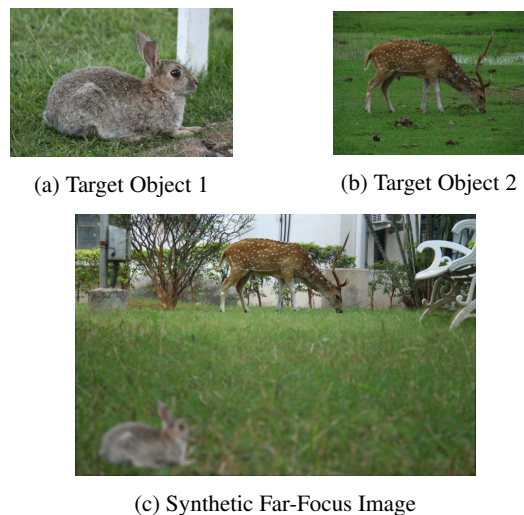 (a) Target Object 1
(b) Target Object 2
(c) Synthetic Far-Focus Image